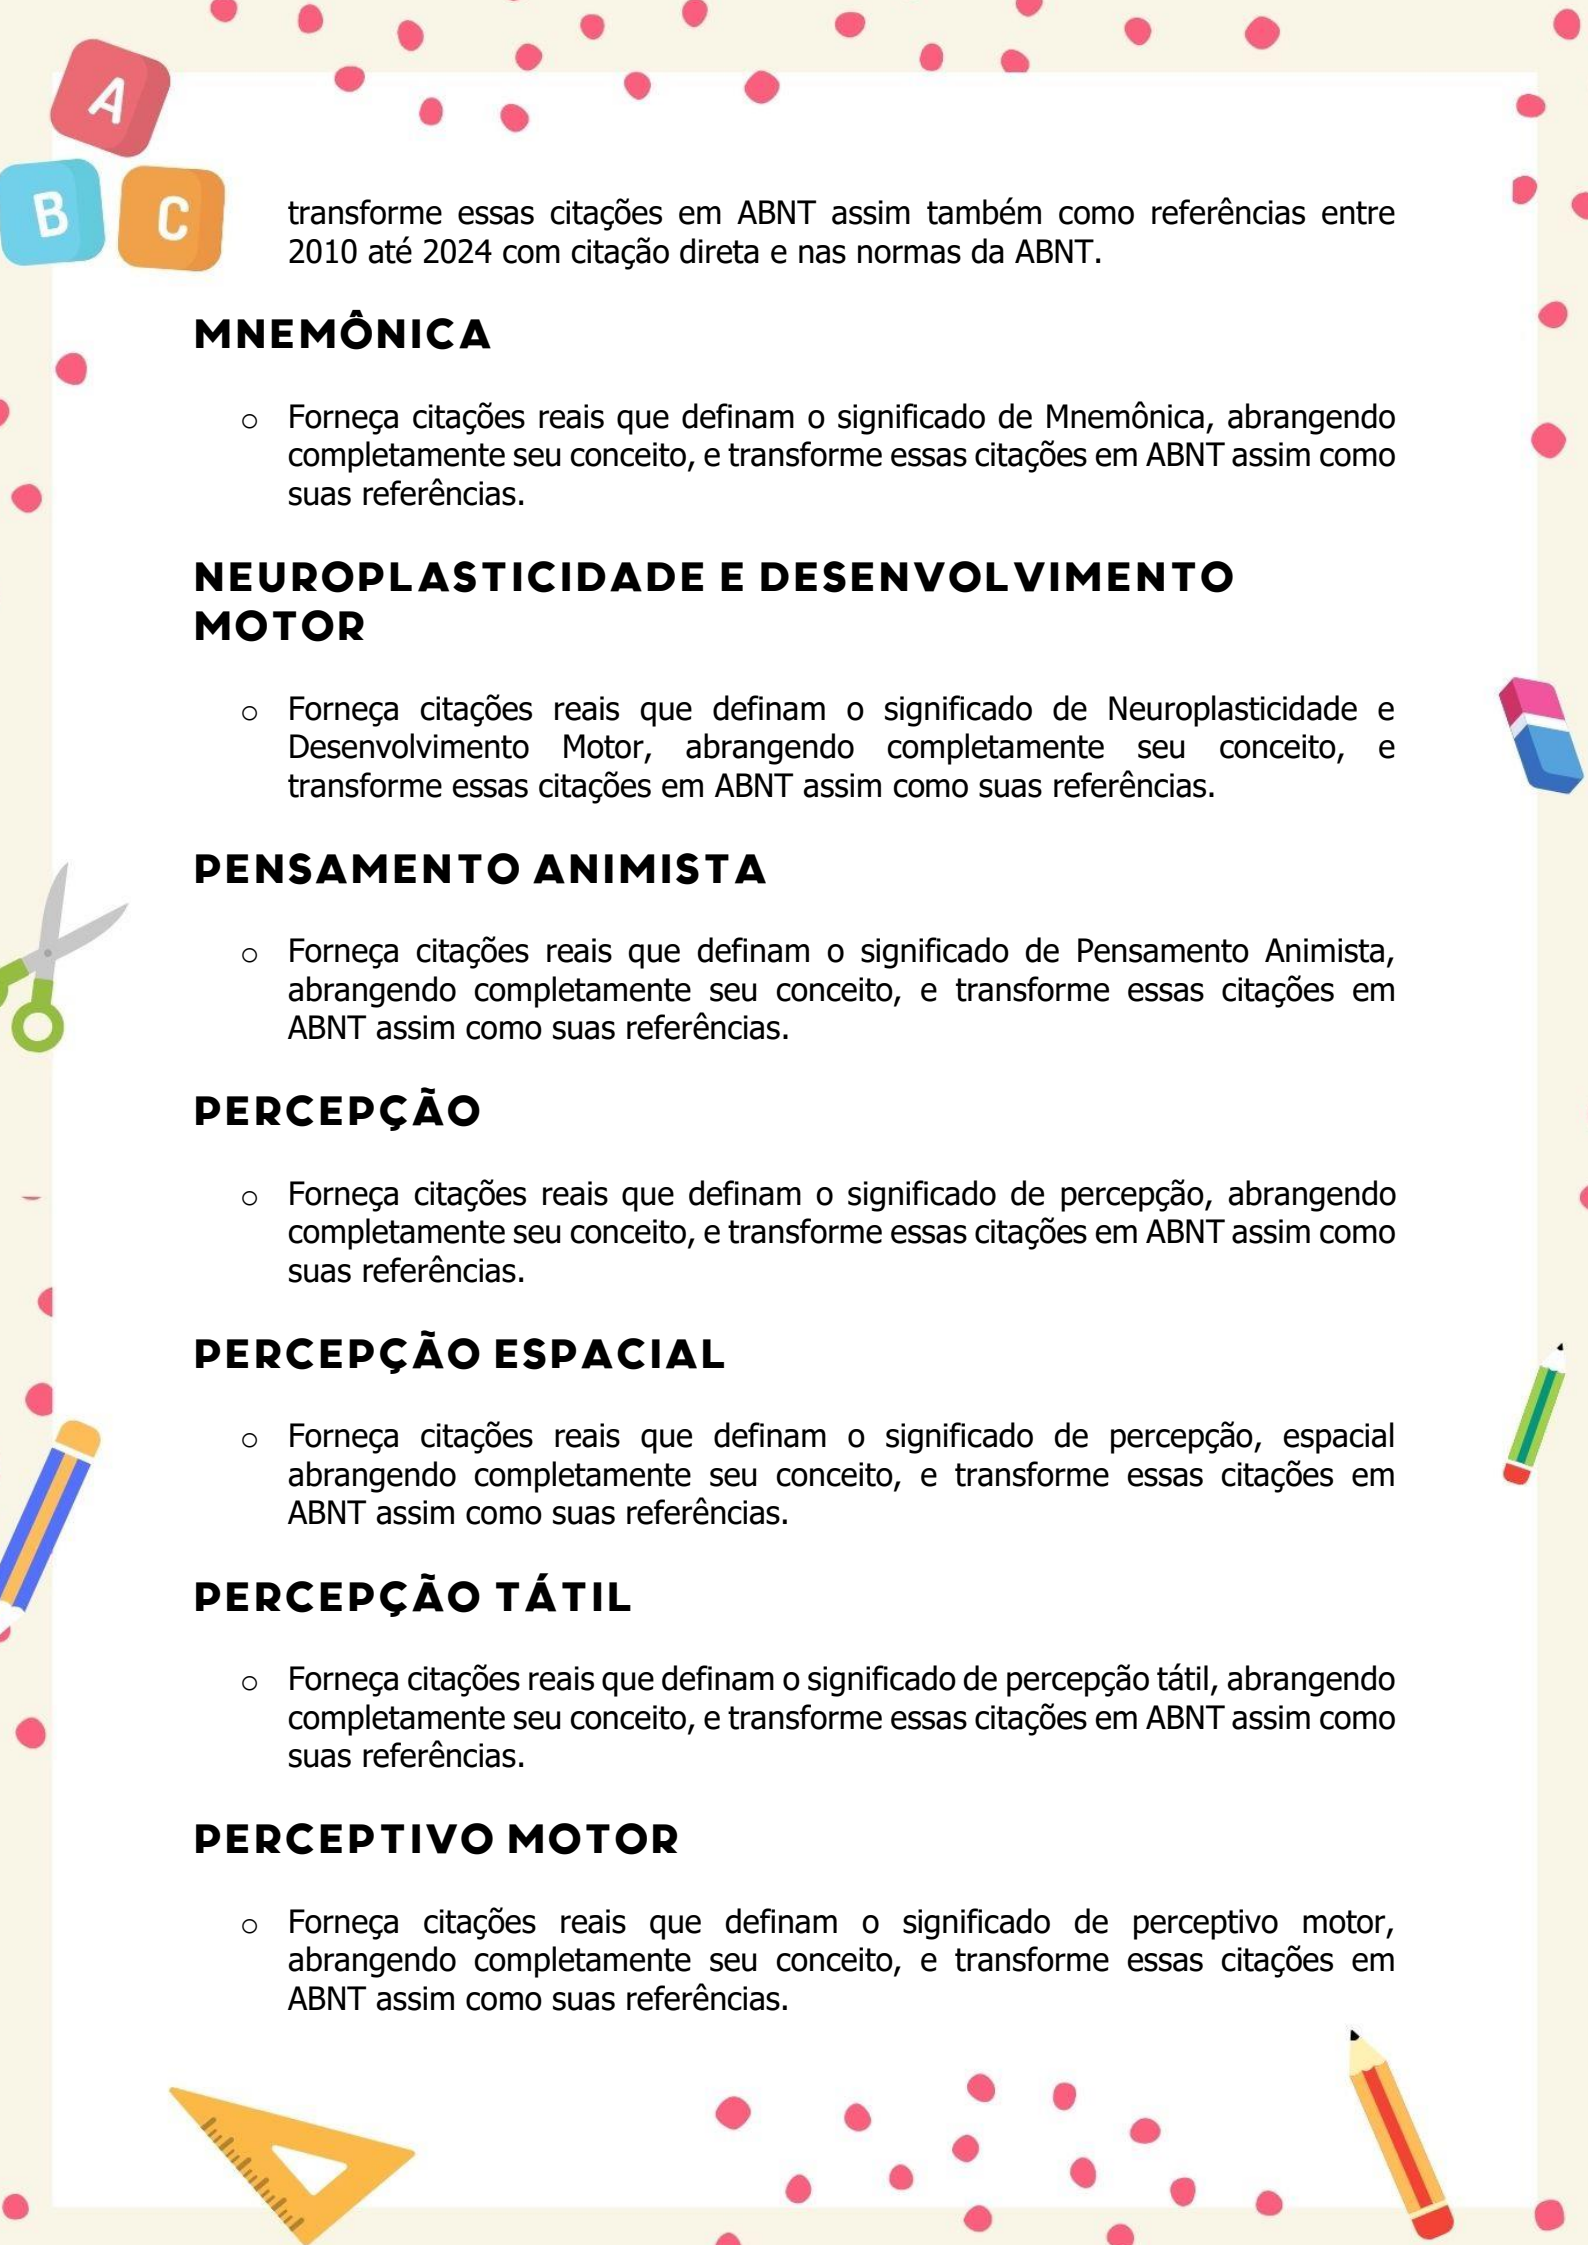 A
B
C
transforme essas citações em ABNT assim também como referências entre
2010 até 2024 com citação direta e nas normas da ABNT.
MNEMÔNICA
o Forneça citações reais que definam o significado de Mnemônica, abrangendo
completamente seu conceito, e transforme essas citações em ABNT assim como
suas referências.
NEUROPLASTICIDADE E DESENVOLVIMENTO
MOTOR
o Forneça citações reais que definam o significado de Neuroplasticidade e
Desenvolvimento Motor, abrangendo completamente seu conceito, e
transforme essas citações em ABNT assim como suas referências.
PENSAMENTO ANIMISTA
o Forneça citações reais que definam o significado de Pensamento Animista,
abrangendo completamente seu conceito, e transforme essas citações em
ABNT assim como suas referências.
PERCEPÇÃO
o Forneça citações reais que definam o significado de percepção, abrangendo
completamente seu conceito, e transforme essas citações em ABNT assim como
suas referências.
PERCEPÇÃO ESPACIAL
o Forneça citações reais que definam o significado de percepção, espacial
abrangendo completamente seu conceito, e transforme essas citações em
ABNT assim como suas referências.
PERCEPÇÃO TÁTIL
o Forneça citações reais que definam o significado de percepção tátil, abrangendo
completamente seu conceito, e transforme essas citações em ABNT assim como
suas referências.
PERCEPTIVO MOTOR
o Forneça citações reais que definam o significado de perceptivo motor,
abrangendo completamente seu conceito, e transforme essas citações em
ABNT assim como suas referências.